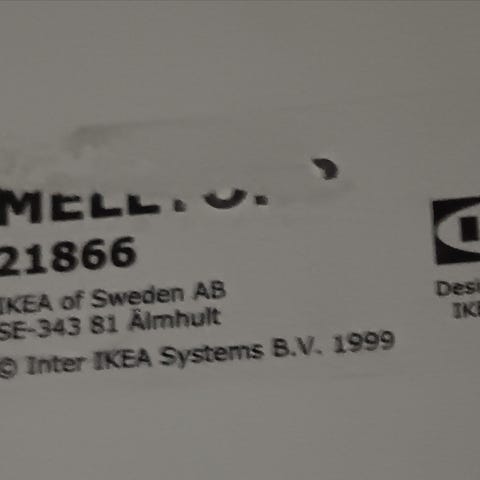 21866
IKEA of Sweden AB
SE-343 81 Älmhult
© Inter IKEA Systems B.V. 1999